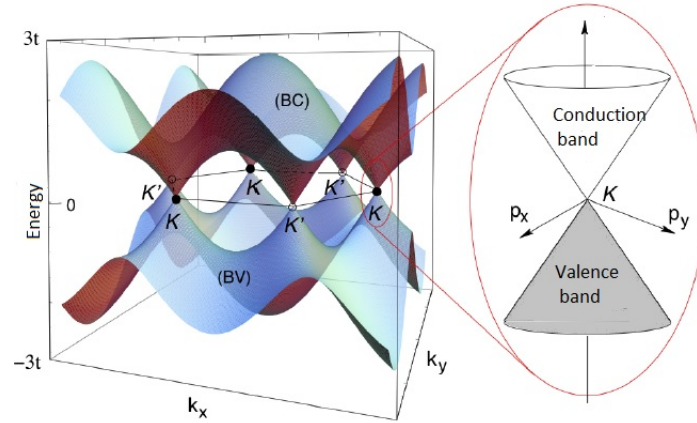 3t
Energy
0
−3t
(BC)
(BV)
K'
K
K
K'
K'
K
k_x
k_y
Conduction
band
K
p_x
p_y
Valence
band